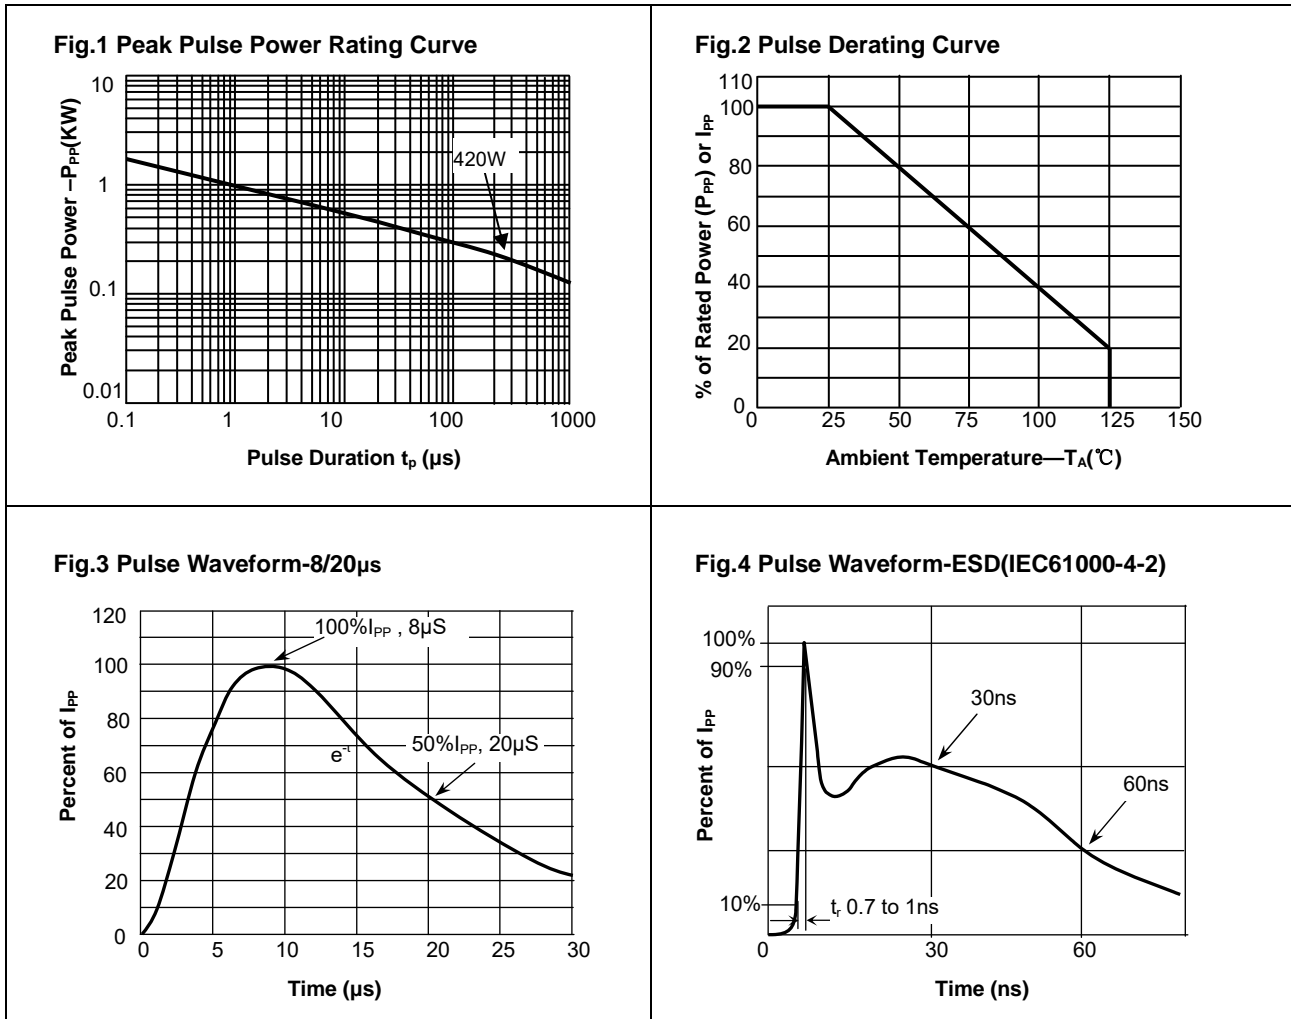 Fig.1 Peak Pulse Power Rating Curve
Peak Pulse Power –PPP(KW)
10
1
0.1
0.01
420W
0.1 1 10 100 1000
Pulse Duration tp (µs)
Fig.2 Pulse Derating Curve
% of Rated Power (PPP) or IPP
110
100
80
60
40
20
0
25 50 75 100 125 150
Ambient Temperature—TA(℃)
Fig.3 Pulse Waveform-8/20µs
Percent of IPP
120
100
80
60
40
20
0
100%IPP , 8µS
e-t
50%IPP, 20µS
0 5 10 15 20 25 30
Time (µs)
Fig.4 Pulse Waveform-ESD(IEC61000-4-2)
Percent of IPP
100%
90%
10%
30ns
60ns
tr 0.7 to 1ns
0 30 60
Time (ns)